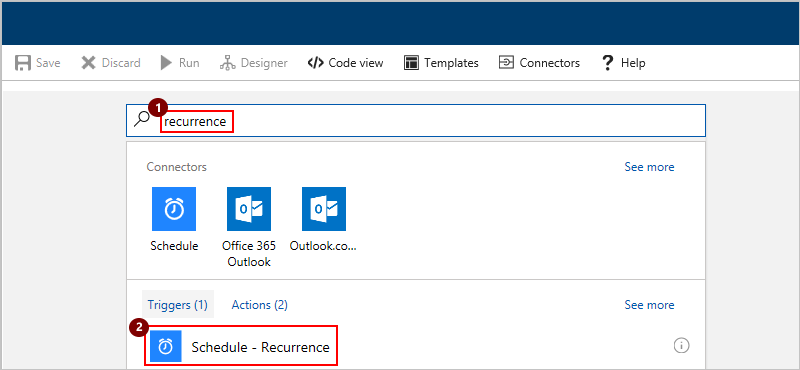 Save Discard Run Designer Code view Templates Connectors ? Help
1
recurrence
Connectors See more
Schedule Office 365 Outlook.co...
Outlook
Triggers (1) Actions (2) See more
2
Schedule - Recurrence